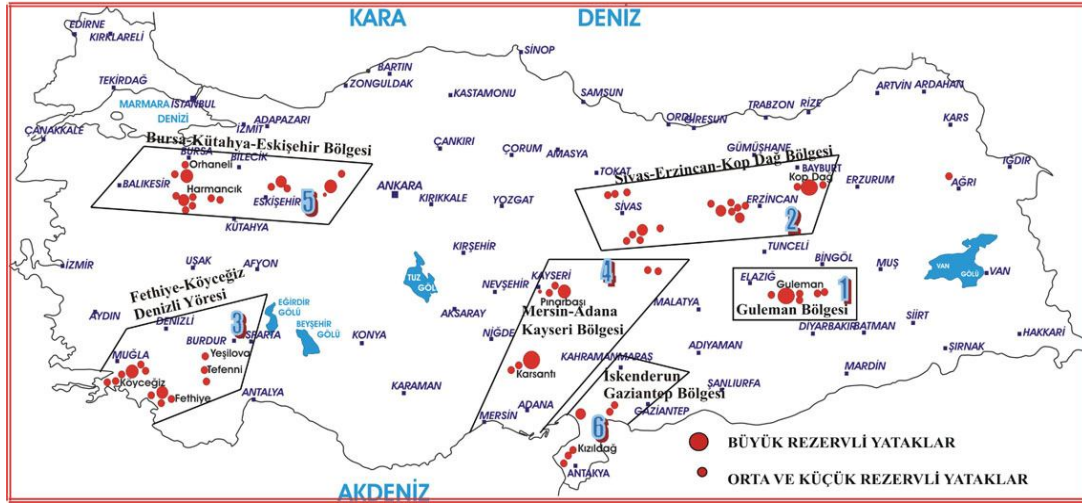 KARA DENİZ
EDİRNE
KIRKLARELİ
SİNOP
BARTIN
ZONGULDAK
KASTAMONU
TEKİRDAĞ
SAMSUN
ARTVİN ARDAHAN
MARMARA
DENİZİ
İSTANBUL
TRABZON RİZE
ORDU GİRESUN
KARS
ÇANAKKALE
İZMİT ADAPAZARI
ÇANKIRI
ÇORUM AMASYA
Bursa-Kütahya-Eskişehir Bölgesi
BURSA BİLECİK
Orhaneli
GÜMÜŞHANE
Sivas-Erzincan-Kop Dağ Bölgesi
TOKAT
BAYBURT
Kop Dağ
IĞDIR
AĞRI
BALIKESİR
Harmancık
ESKİŞEHİR 5
ANKARA
KIRIKKALE
YOZGAT
SİVAS
ERZİNCAN
ERZURUM
2
KÜTAHYA
KIRŞEHİR
TUNCELİ
İZMİR
UŞAK AFYON
TUZ
GÖL
NEVŞEHİR
KAYSERİ
4
Pınarbaşı
BİNGÖL
MUŞ
VAN
GÖLÜ
VAN
ELAZIĞ
Guleman
1
Guleman Bölgesi
Fethiye-Köyceğiz
Denizli Yöresi
EĞİRDİR
GÖLÜ
BEYŞEHİR
GÖLÜ
AKSARAY
MALATYA
Mersin-Adana
Kayseri Bölgesi
AYDIN
DENİZLİ
3
BURDUR
ISPARTA
KONYA
NİĞDE
DİYARBAKIR BATMAN
SİİRT
HAKKARİ
ŞIRNAK
MUĞLA
Yeşilova
Tefenni
Köyceğiz
Fethiye
KAHRAMANMARAŞ
ADIYAMAN
MARDİN
Karsantı
İskenderun
Gaziantep Bölgesi
ŞANLIURFA
ANTALYA
KARAMAN
MERSİN
ADANA
GAZİANTEP
6
Kızıldağ
ANTAKYA
AKDENİZ
BÜYÜK REZERVLİ YATAKLAR
ORTA VE KÜÇÜK REZERVLİ YATAKLAR